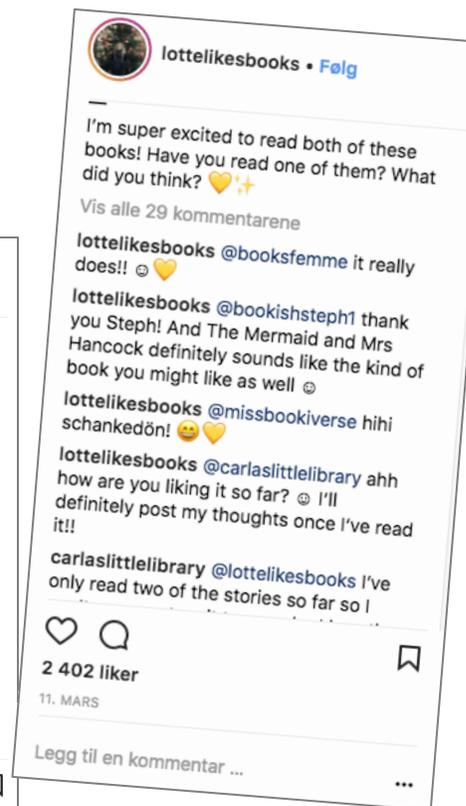 lottelikesbooks • Følg
I'm super excited to read both of these
books! Have you read one of them? What
did you think? 💛✨
Vis alle 29 kommentarene
lottelikesbooks @booksfemme it really
does!! ☺💛
lottelikesbooks @bookishsteph1 thank
you Steph! And The Mermaid and Mrs
Hancock definitely sounds like the kind of
book you might like as well ☺
lottelikesbooks @missbookiverse hihi
schankedön! 😄💛
lottelikesbooks @carlaslittlelibrary ahh
how are you liking it so far? ☺ I'll
definitely post my thoughts once I've read
it!!
carlaslittlelibrary @lottelikesbooks I've
only read two of the stories so far so I
2 402 liker
11. MARS
Legg til en kommentar ...